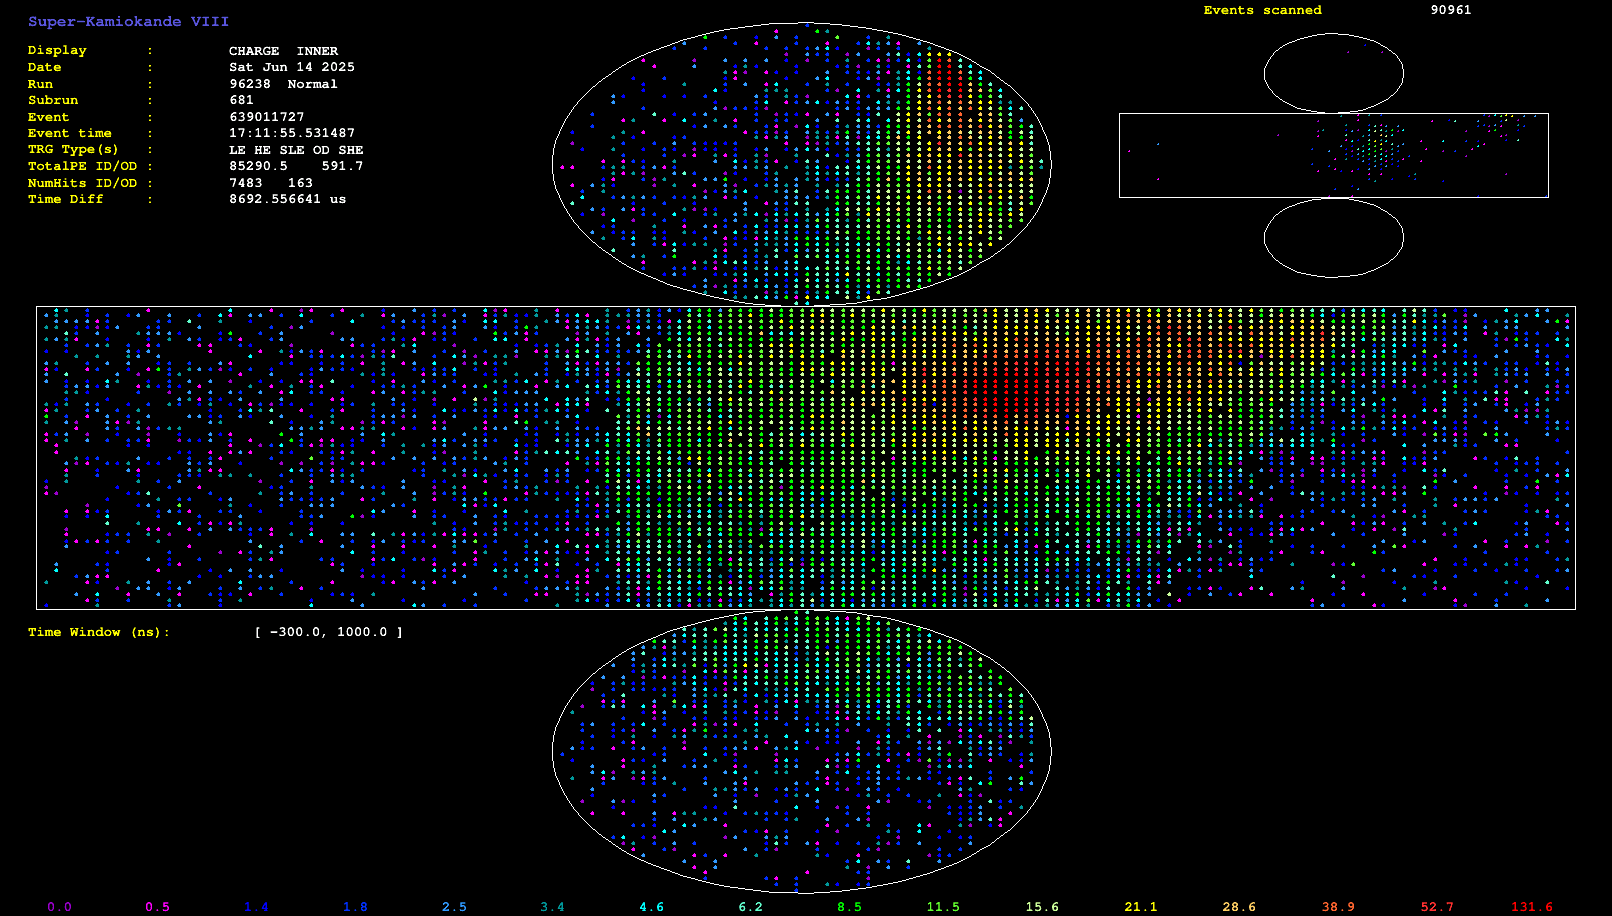 Super-Kamiokande VIII
Events scanned 90961
Display : CHARGE INNER
Date : Sat Jun 14 2025
Run : 96238 Normal
Subrun : 681
Event : 639011727
Event time : 17:11:55.531487
TRG Type(s) : LE HE SLE OD SHE
TotalPE ID/OD : 85290.5 591.7
NumHits ID/OD : 7483 163
Time Diff : 8692.556641 us
Time Window (ns): [ -300.0, 1000.0 ]
0.0 0.5 1.4 1.8 2.5 3.4 4.6 6.2 8.5 11.5 15.6 21.1 28.6 38.9 52.7 131.6